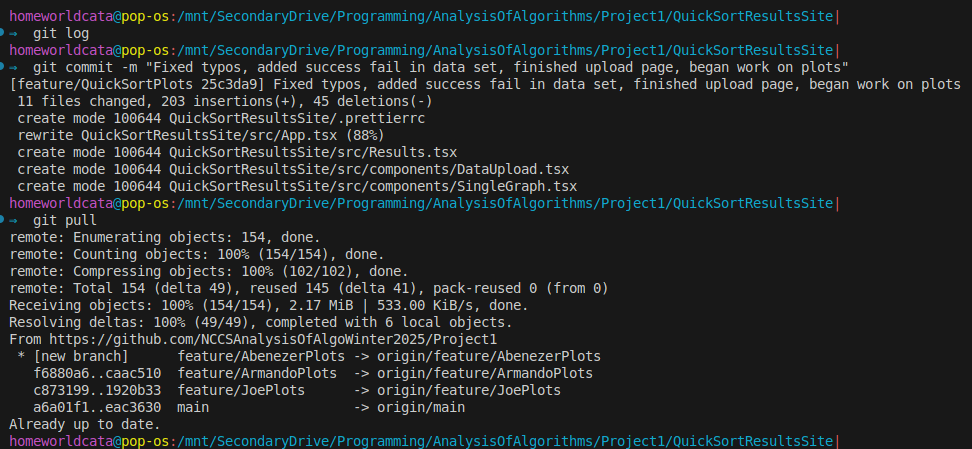 homeworldcata@pop-os:/mnt/SecondaryDrive/Programming/AnalysisOfAlgorithms/Project1/QuickSortResultsSite|
⇒  git log
homeworldcata@pop-os:/mnt/SecondaryDrive/Programming/AnalysisOfAlgorithms/Project1/QuickSortResultsSite|
⇒  git commit -m "Fixed typos, added success fail in data set, finished upload page, began work on plots"
[feature/QuickSortPlots 25c3da9] Fixed typos, added success fail in data set, finished upload page, began work on plots
 11 files changed, 203 insertions(+), 45 deletions(-)
 create mode 100644 QuickSortResultsSite/.prettierrc
 rewrite QuickSortResultsSite/src/App.tsx (88%)
 create mode 100644 QuickSortResultsSite/src/Results.tsx
 create mode 100644 QuickSortResultsSite/src/components/DataUpload.tsx
 create mode 100644 QuickSortResultsSite/src/components/SingleGraph.tsx
homeworldcata@pop-os:/mnt/SecondaryDrive/Programming/AnalysisOfAlgorithms/Project1/QuickSortResultsSite|
⇒  git pull
remote: Enumerating objects: 154, done.
remote: Counting objects: 100% (154/154), done.
remote: Compressing objects: 100% (102/102), done.
remote: Total 154 (delta 49), reused 145 (delta 41), pack-reused 0 (from 0)
Receiving objects: 100% (154/154), 2.17 MiB | 533.00 KiB/s, done.
Resolving deltas: 100% (49/49), completed with 6 local objects.
From https://github.com/NCCSAnalysisOfAlgoWinter2025/Project1
 * [new branch]      feature/AbenezerPlots -> origin/feature/AbenezerPlots
   f6880a6..caac510  feature/ArmandoPlots  -> origin/feature/ArmandoPlots
   c873199..1920b33  feature/JoePlots      -> origin/feature/JoePlots
   a6a01f1..eac3630  main                  -> origin/main
Already up to date.
homeworldcata@pop-os:/mnt/SecondaryDrive/Programming/AnalysisOfAlgorithms/Project1/QuickSortResultsSite|